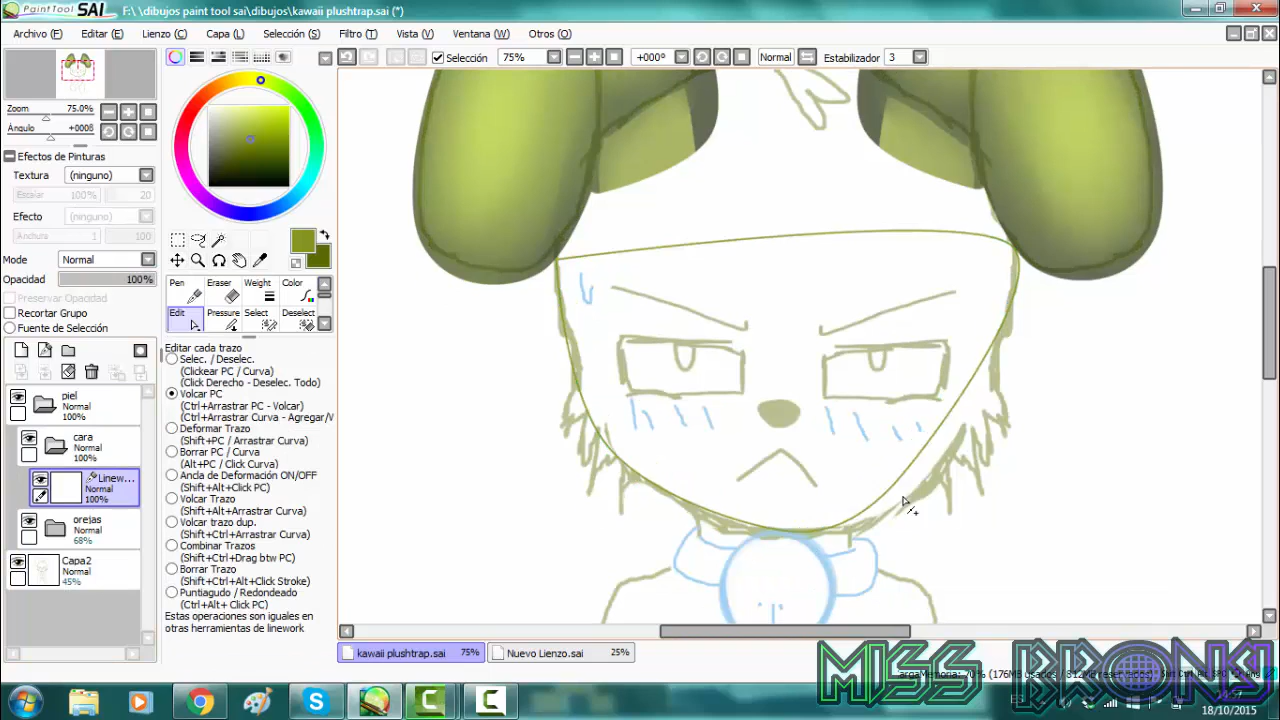 PaintTool SAI F:\ \dibujos paint tool sai\dibujos\kawaii plushtrap.sai (*)
Archivo (F) Editar (E) Lienzo (C) Capa (L) Selección (S) Filtro (T) Vista (V) Ventana (W) Otros (O)
Selección 75% +000º Normal Estabilizador 3
Zoom 75.0%
Ángulo +000ß
Efectos de Pinturas
Textura (ninguno)
Escalar 100% 20
Efecto (ninguno)
Anchura 1 100
Modo Normal
Opacidad 100%
Preservar Opacidad
Recortar Grupo
Fuente de Selección
piel
Normal
100%
cara
Normal
100%
Linew...
Normal
100%
orejas
Normal
68%
Capa2
Normal
45%
Pen Eraser Weight Color
Edit Pressure Select Deselect
Editar cada trazo
Selec. / Deselec.
(Clickear PC / Curva)
(Click Derecho - Deselec. Todo)
Volcar PC
(Ctrl+Arrastrar PC - Volcar)
(Ctrl+Arrastrar Curva - Agregar/V
Deformar Trazo
(Shift+PC / Arrastrar Curva)
Borrar PC / Curva
(Alt+PC / Click Curva)
Ancla de Deformación ON/OFF
(Shift+Alt+Click PC)
Volcar Trazo
(Shift+Alt+Arrastrar Curva)
Volcar trazo dup.
(Shift+Ctrl+Arrastrar Curva)
Combinar Trazos
(Shift+Ctrl+Drag btw PC)
Borrar Trazo
(Shift+Ctrl+Alt+Click Stroke)
Puntiagudo / Redondeado
(Ctrl+Alt+ Click PC)
Estas operaciones son iguales en
otras herramientas de linework
kawaii plushtrap.sai 75% Nuevo Lienzo.sai 25%
MISS BRONY
18/10/2015